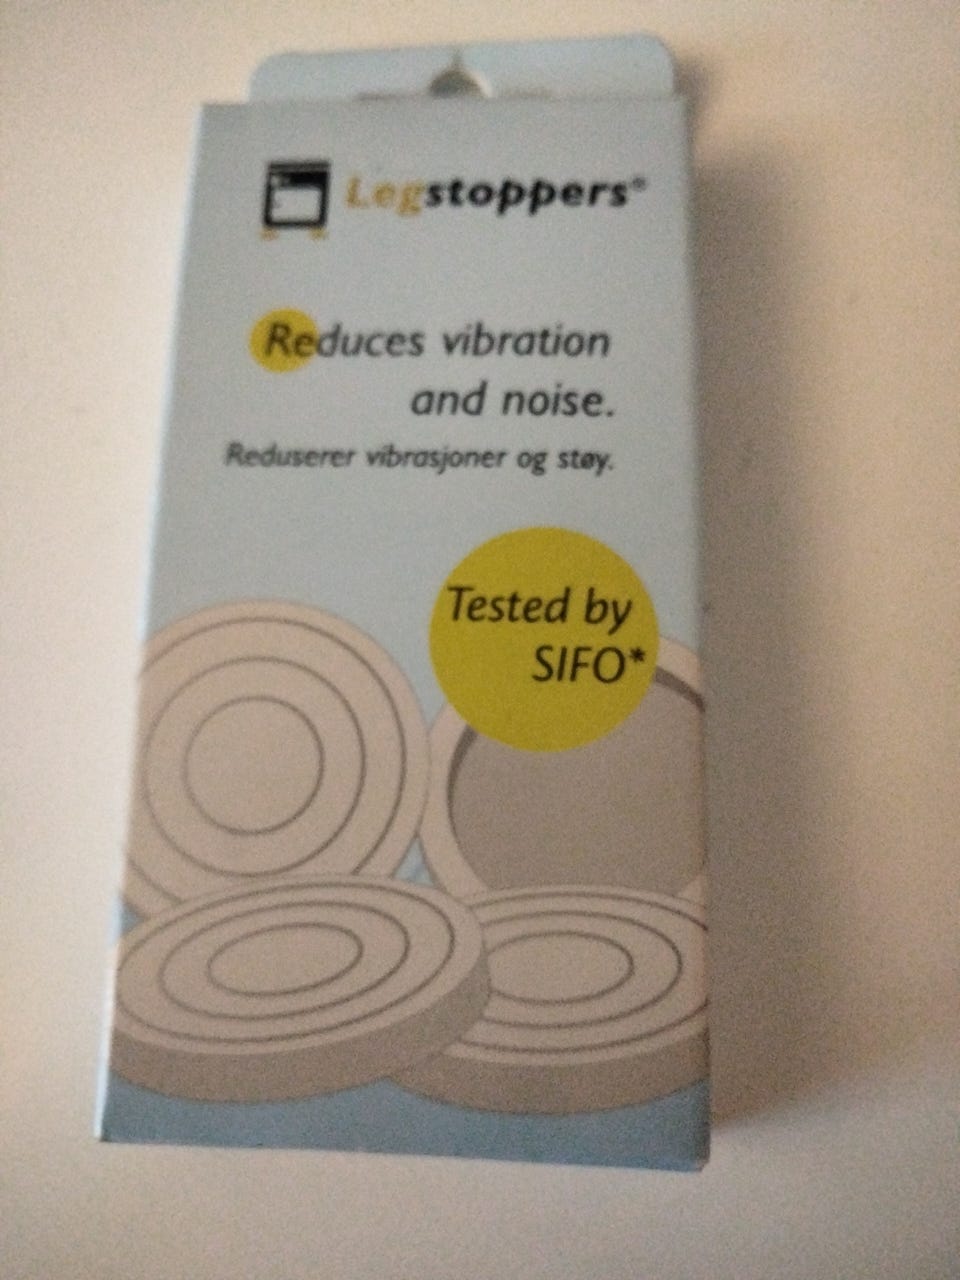 Legstoppers®
Reduces vibration
and noise.
Reduserer vibrasjoner og støy.
Tested by
SIFO*